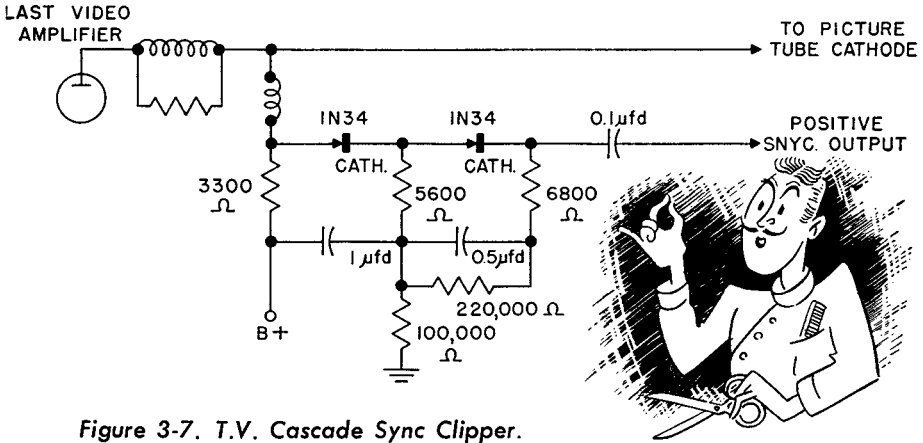 LAST VIDEO
AMPLIFIER
TO PICTURE
TUBE CATHODE
1N34
1N34
0.1µfd
POSITIVE
SNYC. OUTPUT
CATH.
CATH.
3300
Ω
5600
Ω
6800
Ω
1 µfd
0.5µfd
220,000 Ω
B+
100,000
Ω
Figure 3-7. T.V. Cascade Sync Clipper.